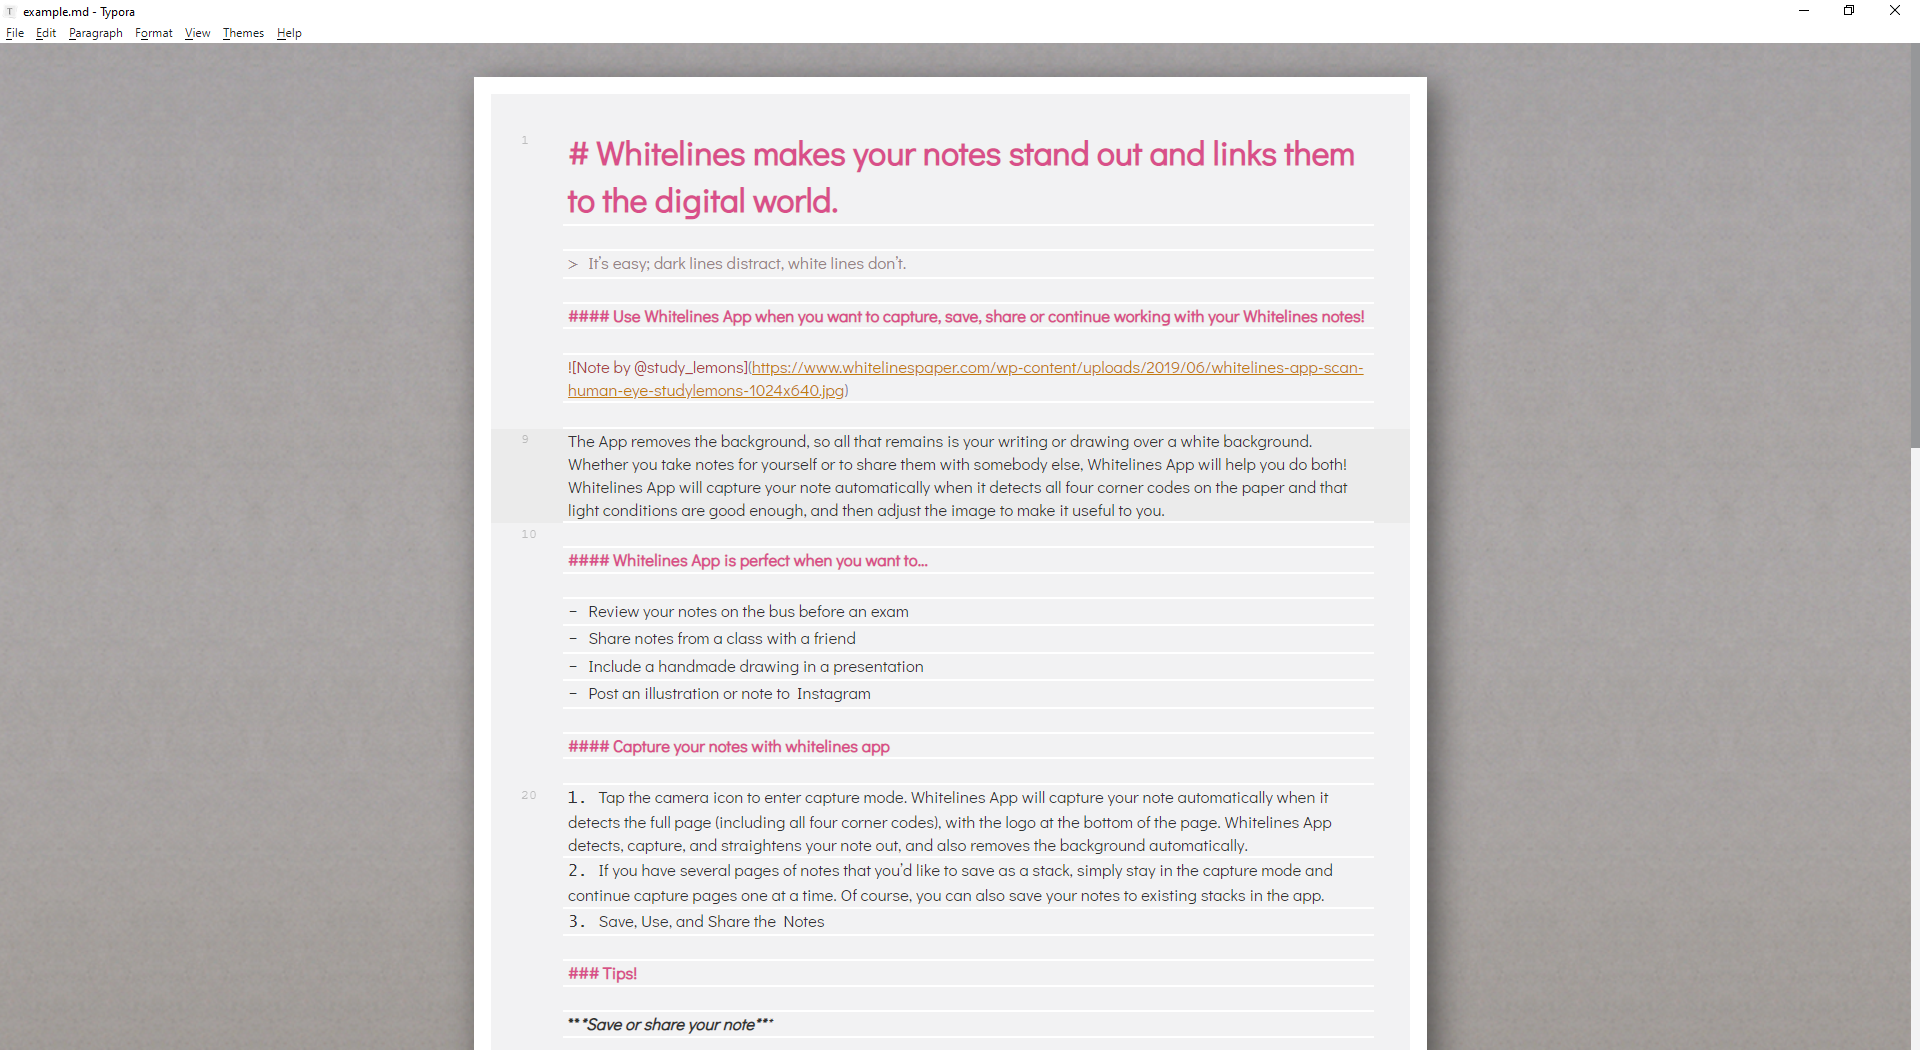 T example.md - Typora
File Edit Paragraph Format View Themes Help
1
# Whitelines makes your notes stand out and links them
to the digital world.
> It's easy; dark lines distract, white lines don't.
#### Use Whitelines App when you want to capture, save, share or continue working with your Whitelines notes!
![Note by @study_lemons](https://www.whitelinespaper.com/wp-content/uploads/2019/06/whitelines-app-scan-
human-eye-studylemons-1024x640.jpg)
9
The App removes the background, so all that remains is your writing or drawing over a white background.
Whether you take notes for yourself or to share them with somebody else, Whitelines App will help you do both!
Whitelines App will capture your note automatically when it detects all four corner codes on the paper and that
light conditions are good enough, and then adjust the image to make it useful to you.
10
#### Whitelines App is perfect when you want to...
- Review your notes on the bus before an exam
- Share notes from a class with a friend
- Include a handmade drawing in a presentation
- Post an illustration or note to Instagram
#### Capture your notes with whitelines app
20
1. Tap the camera icon to enter capture mode. Whitelines App will capture your note automatically when it
detects the full page (including all four corner codes), with the logo at the bottom of the page. Whitelines App
detects, capture, and straightens your note out, and also removes the background automatically.
2. If you have several pages of notes that you'd like to save as a stack, simply stay in the capture mode and
continue capture pages one at a time. Of course, you can also save your notes to existing stacks in the app.
3. Save, Use, and Share the Notes
### Tips!
***Save or share your note***